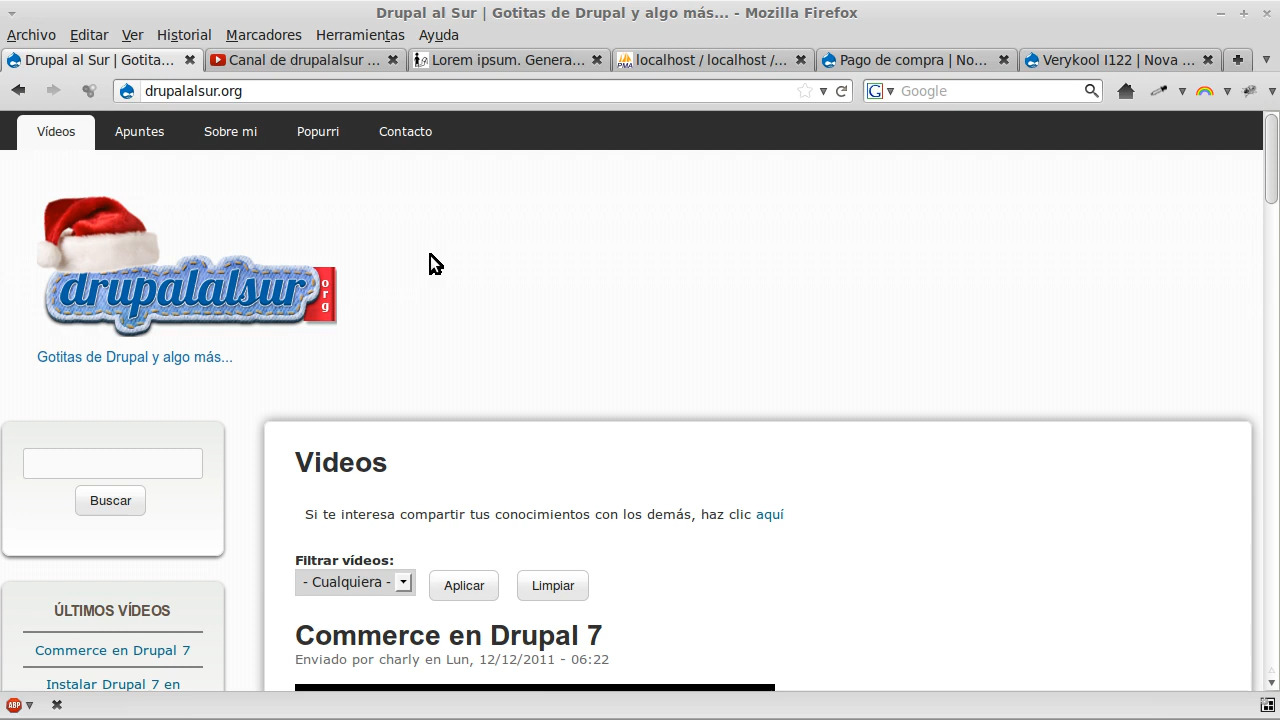 Drupal al Sur | Gotitas de Drupal y algo más... - Mozilla Firefox
Archivo Editar Ver Historial Marcadores Herramientas Ayuda
Drupal al Sur | Gotita... Canal de drupalalsur ... Lorem ipsum. Genera... PMA localhost / localhost /... Pago de compra | No... Verykool I122 | Nova ...
drupalalsur.org Google
Vídeos Apuntes Sobre mi Popurri Contacto
drupalalsur org
Gotitas de Drupal y algo más...
Videos
Si te interesa compartir tus conocimientos con los demás, haz clic aquí
Buscar
Filtrar vídeos:
- Cualquiera - Aplicar Limpiar
ÚLTIMOS VÍDEOS
Commerce en Drupal 7
Instalar Drupal 7 en
Commerce en Drupal 7
Enviado por charly en Lun, 12/12/2011 - 06:22
ABP